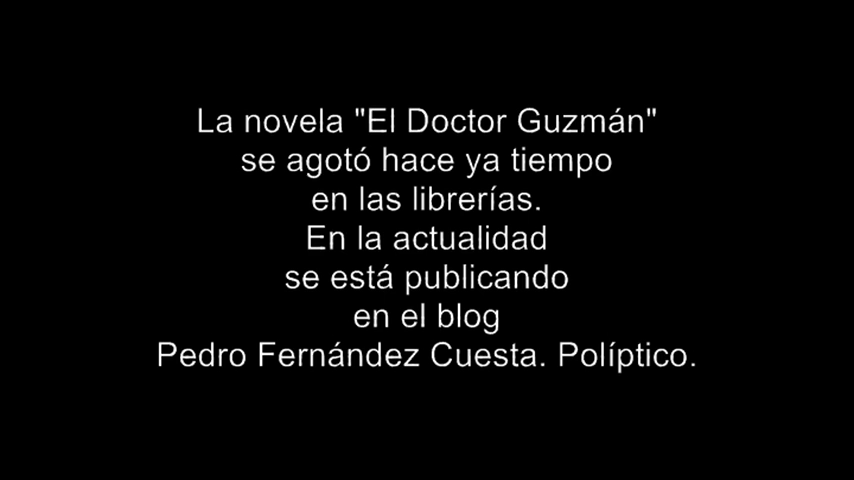 La novela "El Doctor Guzmán"
se agotó hace ya tiempo
en las librerías.
En la actualidad
se está publicando
en el blog
Pedro Fernández Cuesta. Políptico.